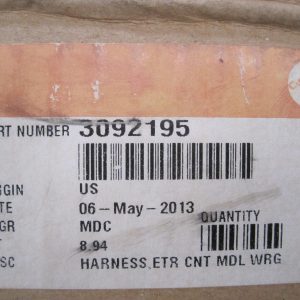 RT NUMBER 3092195
RGIN US
TE 06-May-2013
GR MDC QUANTITY
T 8.94
SC HARNESS,ETR CNT MDL WRG